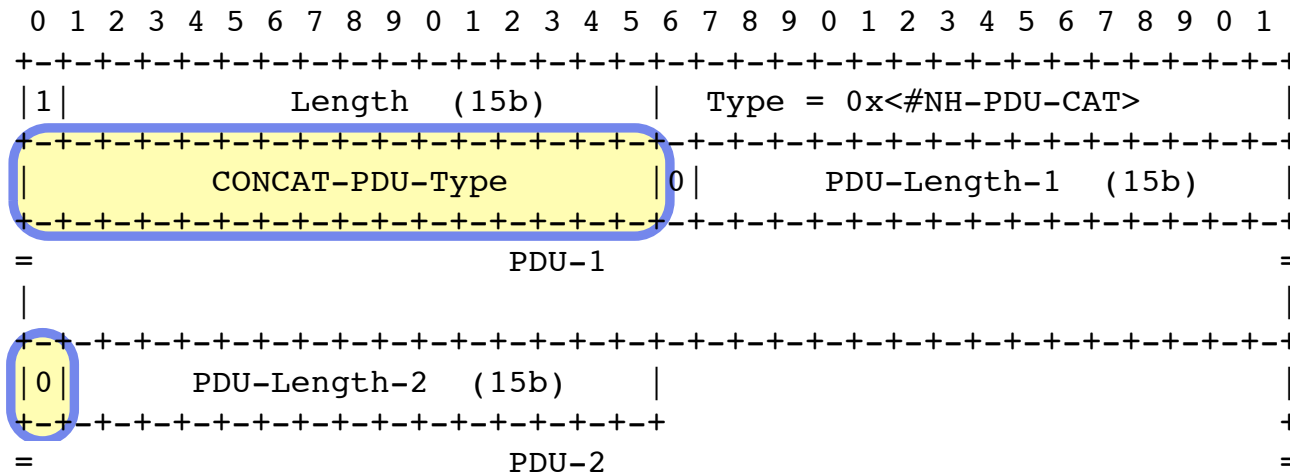 0 1 2 3 4 5 6 7 8 9 0 1 2 3 4 5 6 7 8 9 0 1 2 3 4 5 6 7 8 9 0 1
+-+-+-+-+-+-+-+-+-+-+-+-+-+-+-+-+-+-+-+-+-+-+-+-+-+-+-+-+-+-+-+-+
|1|           Length  (15b)     |  Type = 0x<#NH-PDU-CAT>       |
+-+-+-+-+-+-+-+-+-+-+-+-+-+-+-+-+-+-+-+-+-+-+-+-+-+-+-+-+-+-+-+-+
|         CONCAT-PDU-Type       |0|      PDU-Length-1  (15b)    |
+-+-+-+-+-+-+-+-+-+-+-+-+-+-+-+-+-+-+-+-+-+-+-+-+-+-+-+-+-+-+-+-+
=                        PDU-1                                  =
|                                                               |
+-+-+-+-+-+-+-+-+-+-+-+-+-+-+-+-+-+-+-+-+-+-+-+-+-+-+-+-+-+-+-+-+
|0|      PDU-Length-2  (15b)    |                               |
+-+-+-+-+-+-+-+-+-+-+-+-+-+-+-+-+                               +
=                        PDU-2                                  =